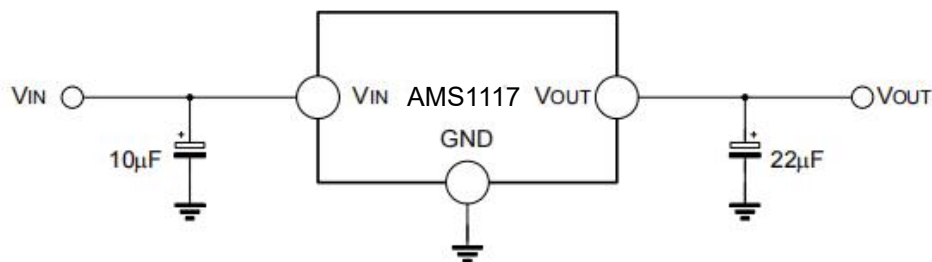 VIN
VIN AMS1117 VOUT
VOUT
GND
+
10μF
+
22μF